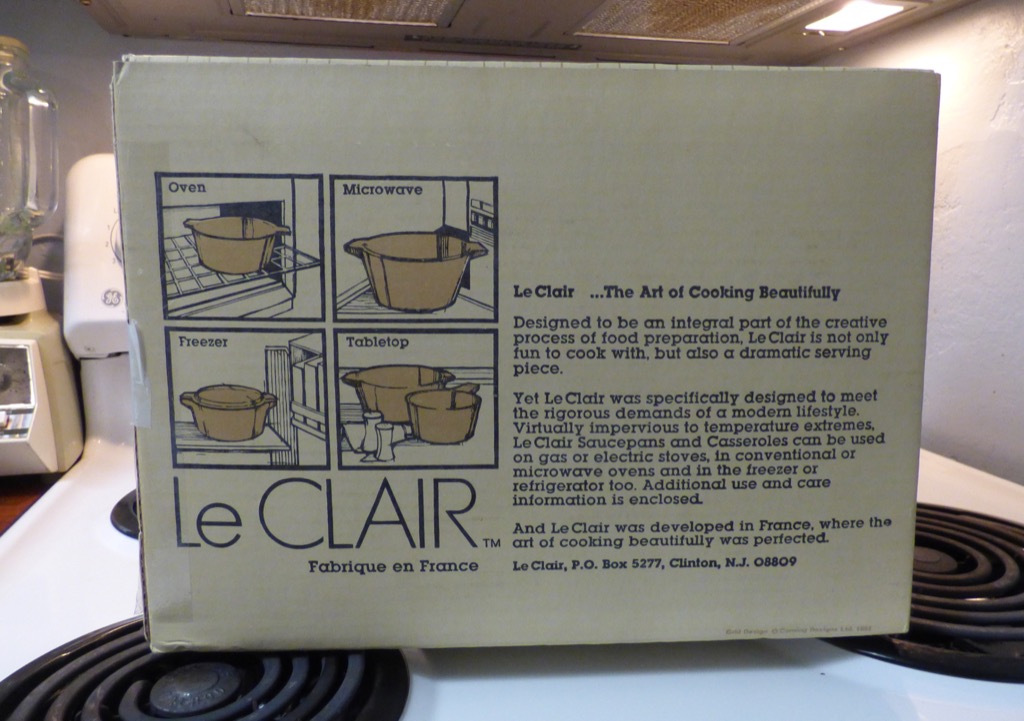 Oven
Microwave
Freezer
Tabletop
Le CLAIR TM
Fabrique en France
Le Clair ...The Art of Cooking Beautifully
Designed to be an integral part of the creative
process of food preparation, Le Clair is not only
fun to cook with, but also a dramatic serving
piece.
Yet Le Clair was specifically designed to meet
the rigorous demands of a modern lifestyle.
Virtually impervious to temperature extremes,
Le Clair Saucepans and Casseroles can be used
on gas or electric stoves, in conventional or
microwave ovens and in the freezer or
refrigerator too. Additional use and care
information is enclosed.
And Le Clair was developed in France, where the
art of cooking beautifully was perfected.
Le Clair, P.O. Box 5277, Clinton, N.J. 08809
GE